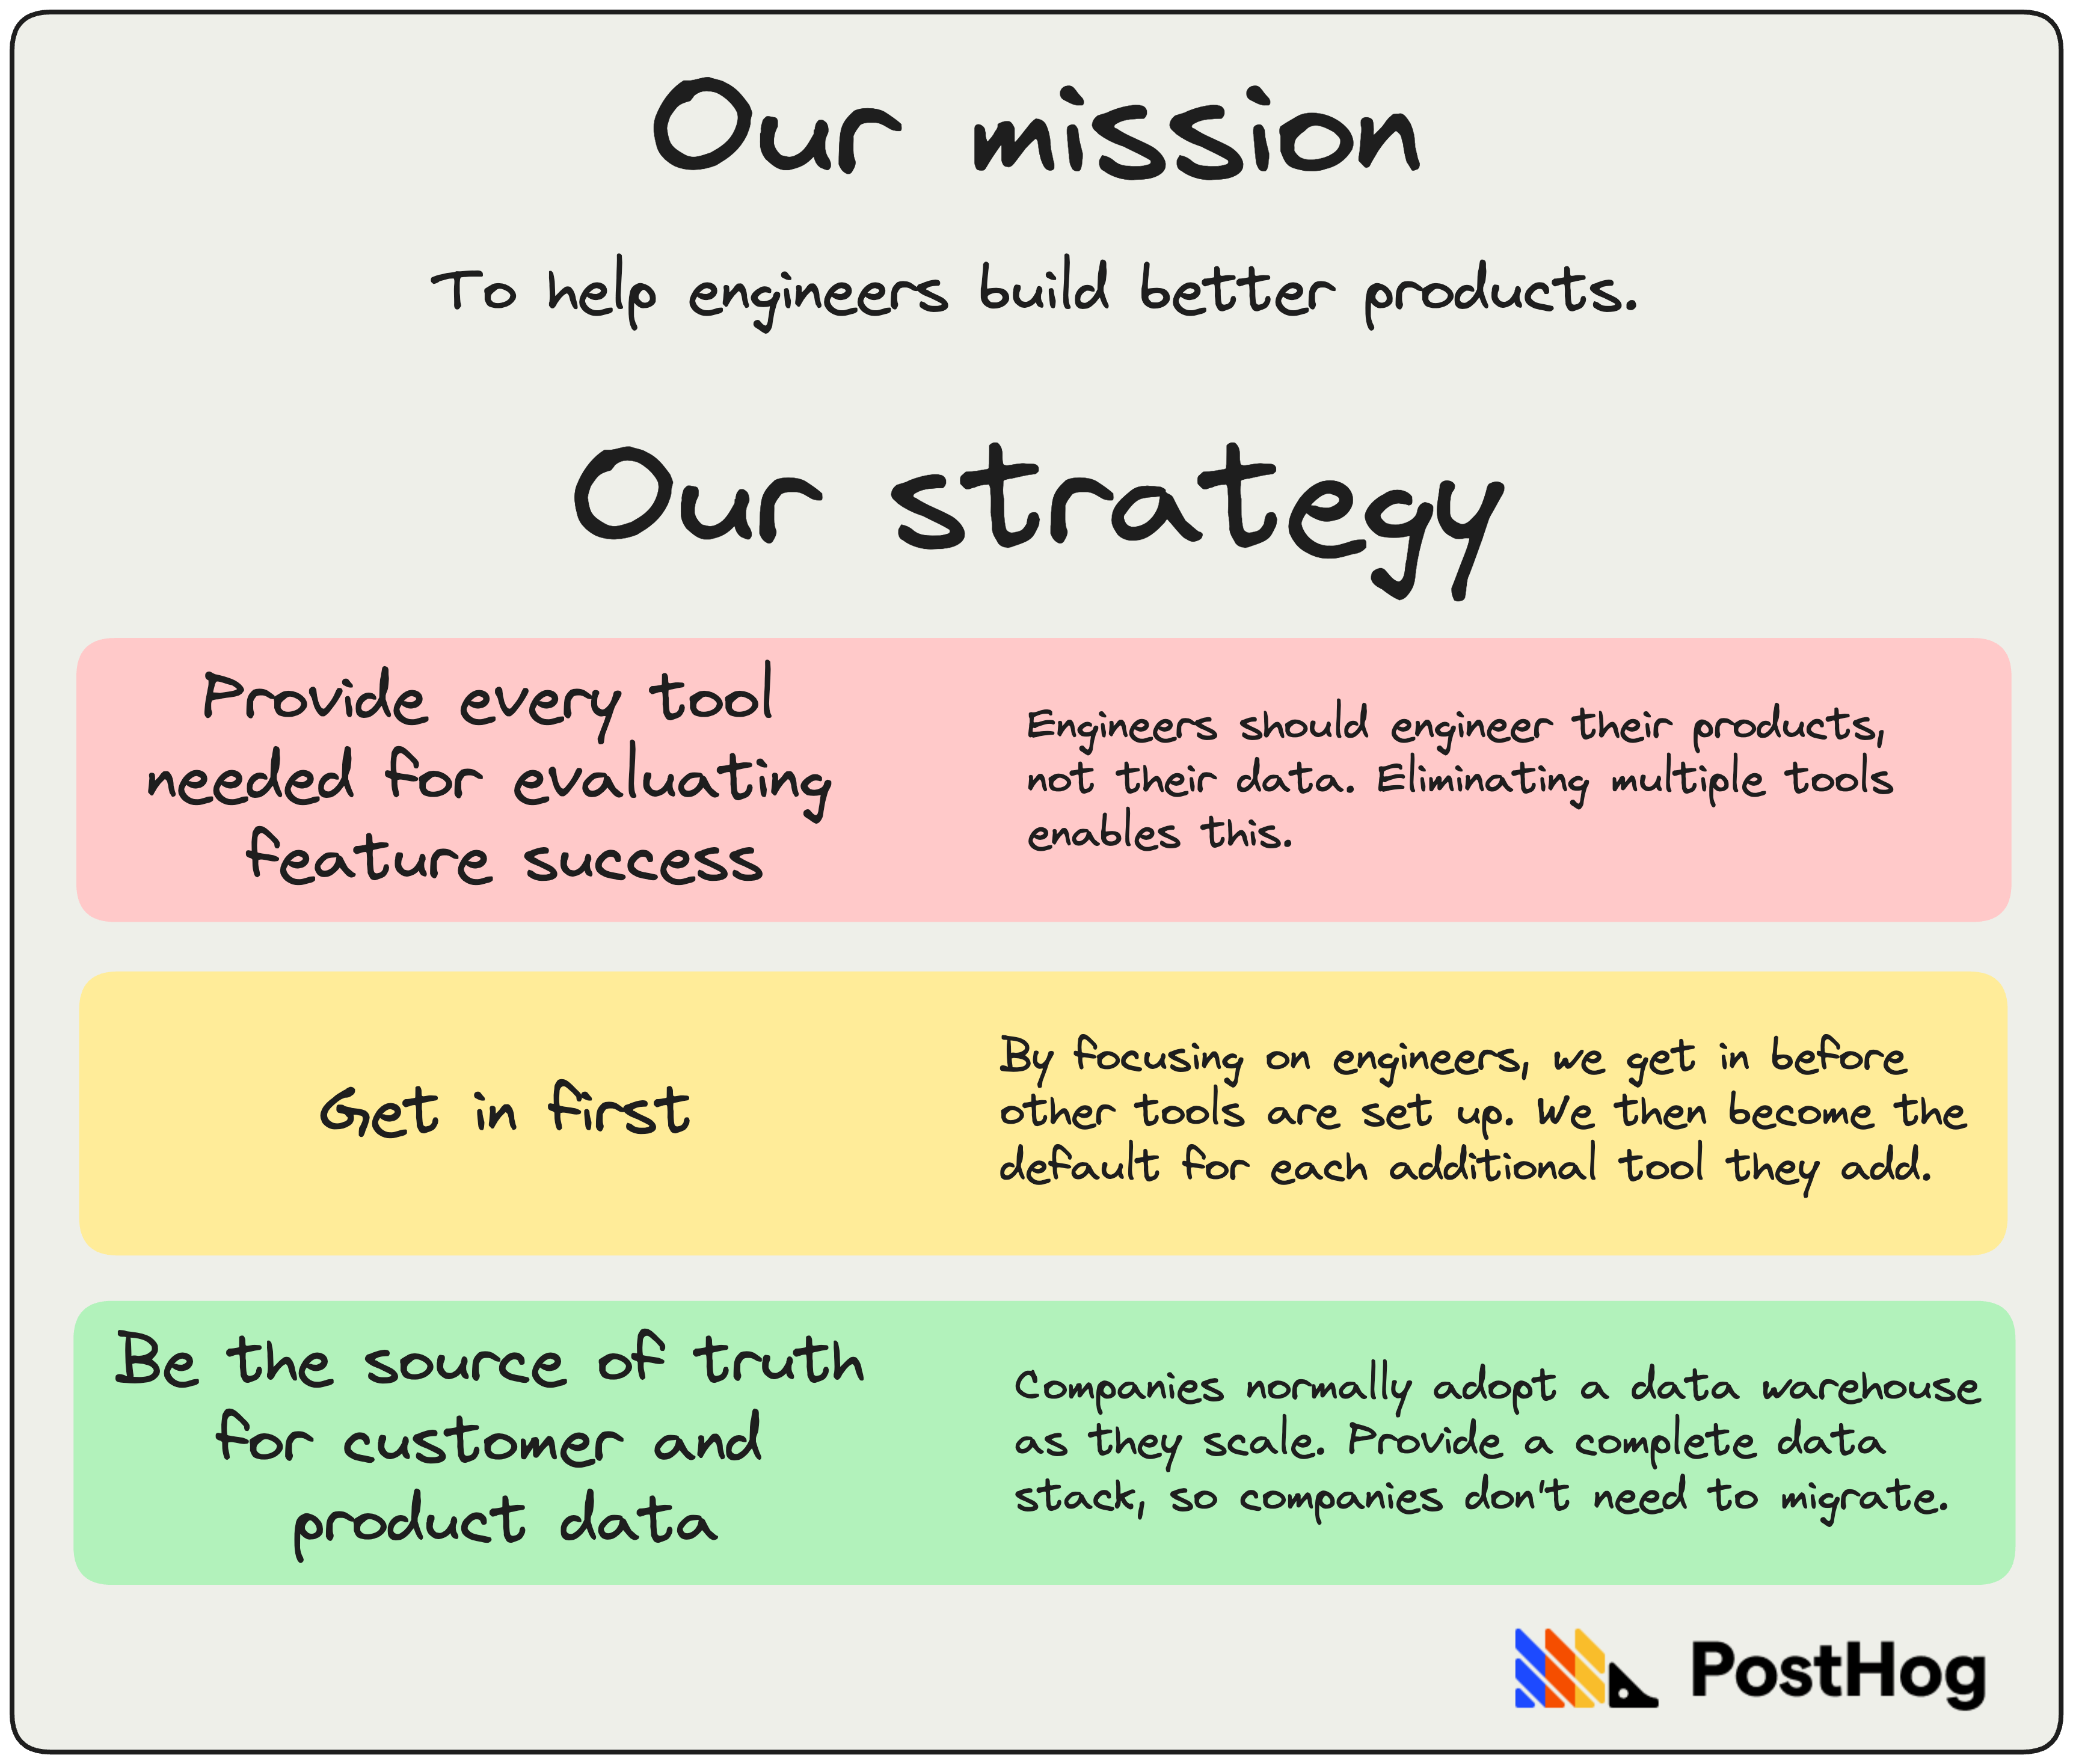 Our mission
To help engineers build better products.
Our strategy
Provide every tool
needed for evaluating
feature success
Engineers should engineer their products,
not their data. Eliminating multiple tools
enables this.
Get in first
By focusing on engineers, we get in before
other tools are set up. We then become the
default for each additional tool they add.
Be the source of truth
for customer and
product data
Companies normally adopt a data warehouse
as they scale. Provide a complete data
stack, so companies don't need to migrate.
PostHog